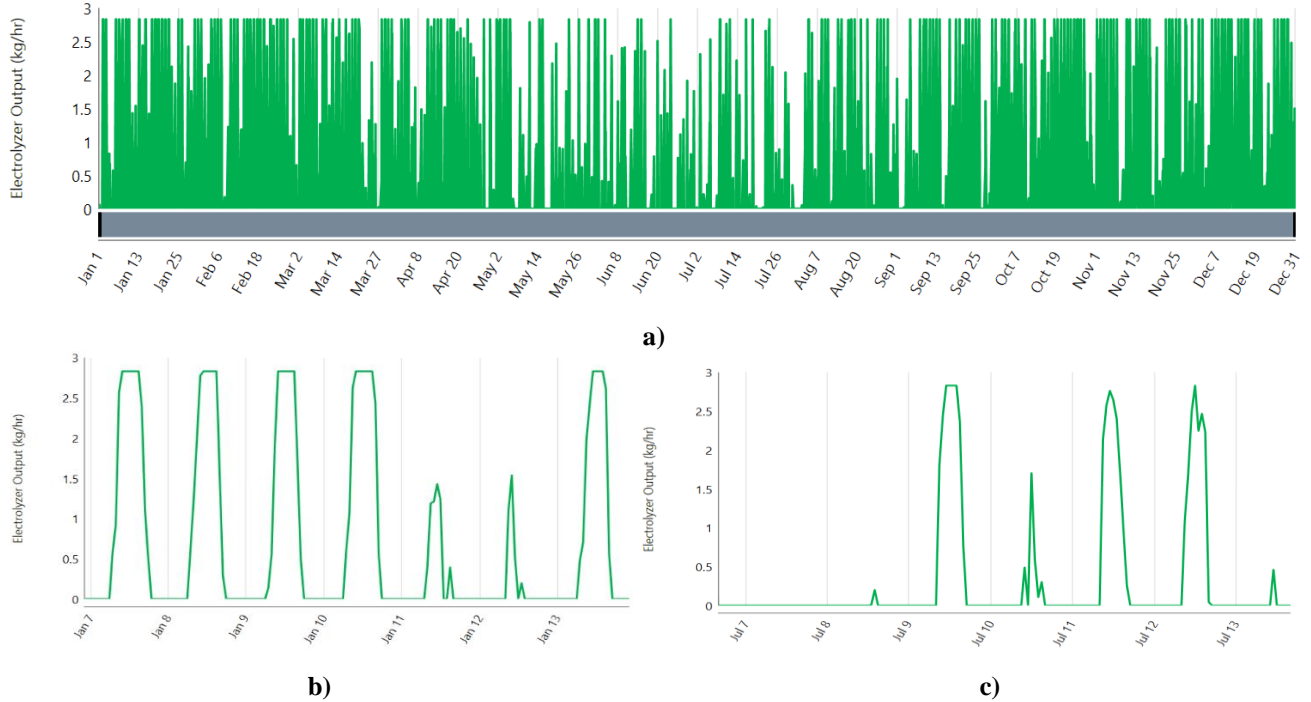 Electrolyzer Output (kg/hr)
3
2.5
2
1.5
1
0.5
0
Jan 1
Jan 13
Jan 25
Feb 6
Feb 18
Mar 2
Mar 14
Mar 27
Apr 8
Apr 20
May 2
May 14
May 26
Jun 8
Jun 20
Jul 2
Jul 14
Jul 26
Aug 7
Aug 20
Sep 1
Sep 13
Sep 25
Oct 7
Oct 19
Nov 1
Nov 13
Nov 25
Dec 7
Dec 19
Dec 31
a)
Electrolyzer Output (kg/hr)
3
2.5
2
1.5
1
0.5
0
Jan 7
Jan 8
Jan 9
Jan 10
Jan 11
Jan 12
Jan 13
b)
Electrolyzer Output (kg/hr)
3
2.5
2
1.5
1
0.5
0
Jul 7
Jul 8
Jul 9
Jul 10
Jul 11
Jul 12
Jul 13
c)